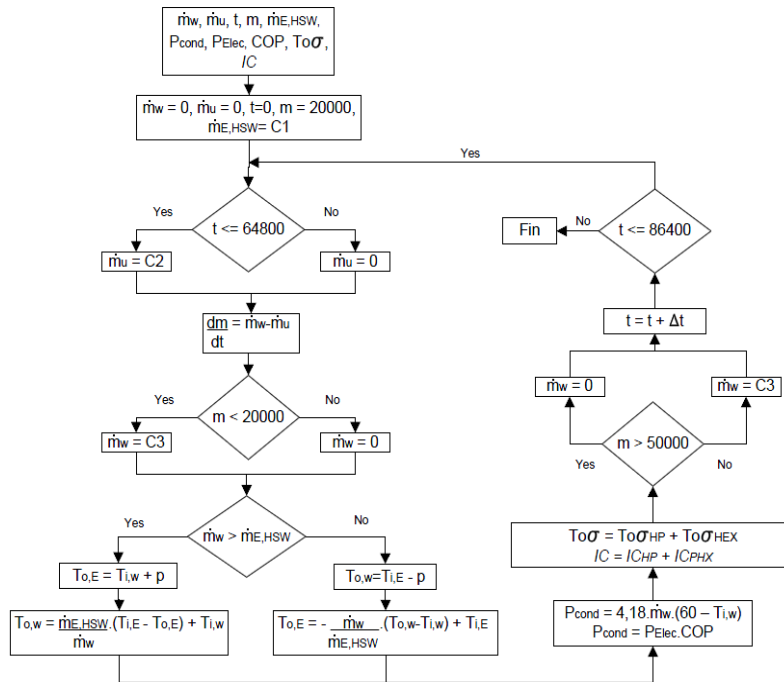 ṁw, ṁu, t, m, ṁE,HSW,
Pcond, PElec, COP, Toσ,
IC
ṁw = 0, ṁu = 0, t=0, m = 20000,
ṁE,HSW= C1
Yes
t <= 64800
Yes
No
ṁu = C2
ṁu = 0
dm = ṁw-ṁu
dt
m < 20000
Yes
No
ṁw = C3
ṁw = 0
ṁw > ṁE,HSW
Yes
No
To,E = Ti,w + p
To,w=Ti,E - p
To,w = ṁE,HSW.(Ti,E - To,E) + Ti,w
ṁw
To,E = - ṁw .(To,w-Ti,w) + Ti,E
ṁE,HSW
Pcond = 4,18.ṁw.(60 – Ti,w)
Pcond = PElec.COP
Toσ = ToσHP + ToσHEX
IC = ICHP + ICPHX
m > 50000
Yes
No
ṁw = 0
ṁw = C3
t = t + Δt
t <= 86400
No
Fin